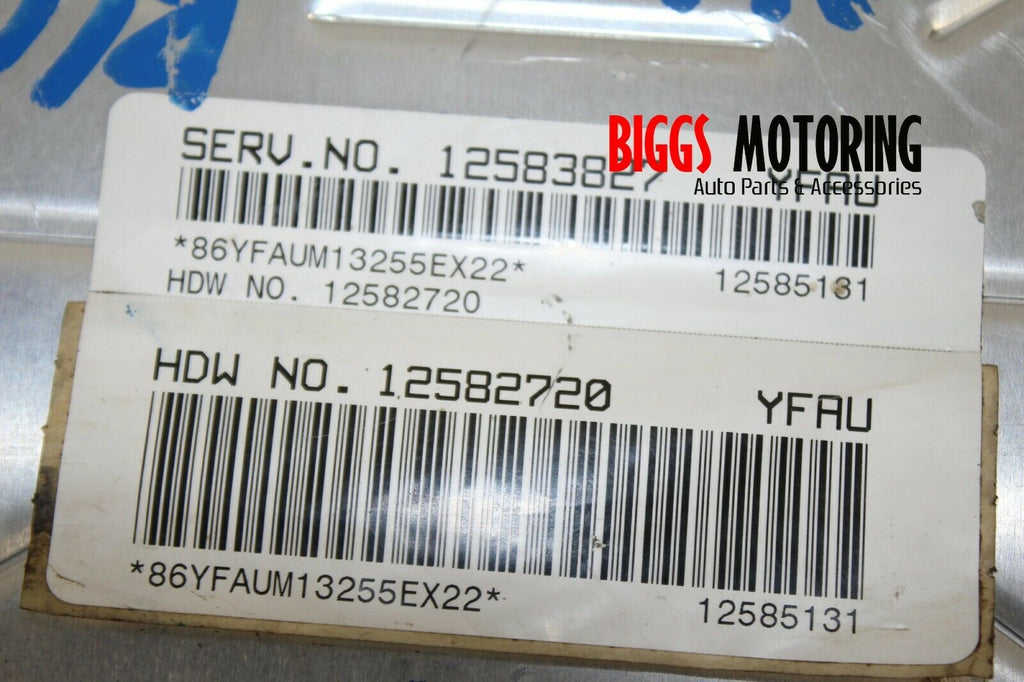 SERV.NO. 12583827 YFAU
BIGGS MOTORING
Auto Parts & Accessories
*86YFAUM13255EX22* 12585131
HDW NO. 12582720
HDW NO. 12582720 YFAU
*86YFAUM13255EX22* 12585131